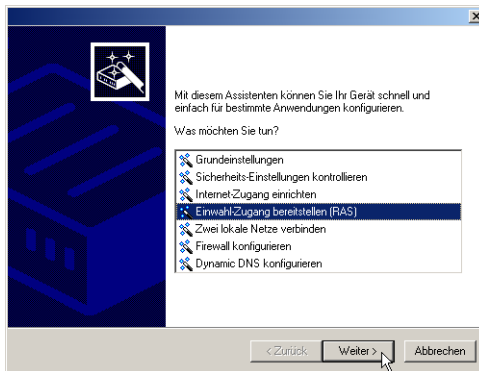 Mit diesem Assistenten können Sie Ihr Gerät schnell und
einfach für bestimmte Anwendungen konfigurieren.
Was möchten Sie tun?
Grundeinstellungen
Sicherheits-Einstellungen kontrollieren
Internet-Zugang einrichten
Einwahl-Zugang bereitstellen (RAS)
Zwei lokale Netze verbinden
Firewall konfigurieren
Dynamic DNS konfigurieren
< Zurück Weiter > Abbrechen